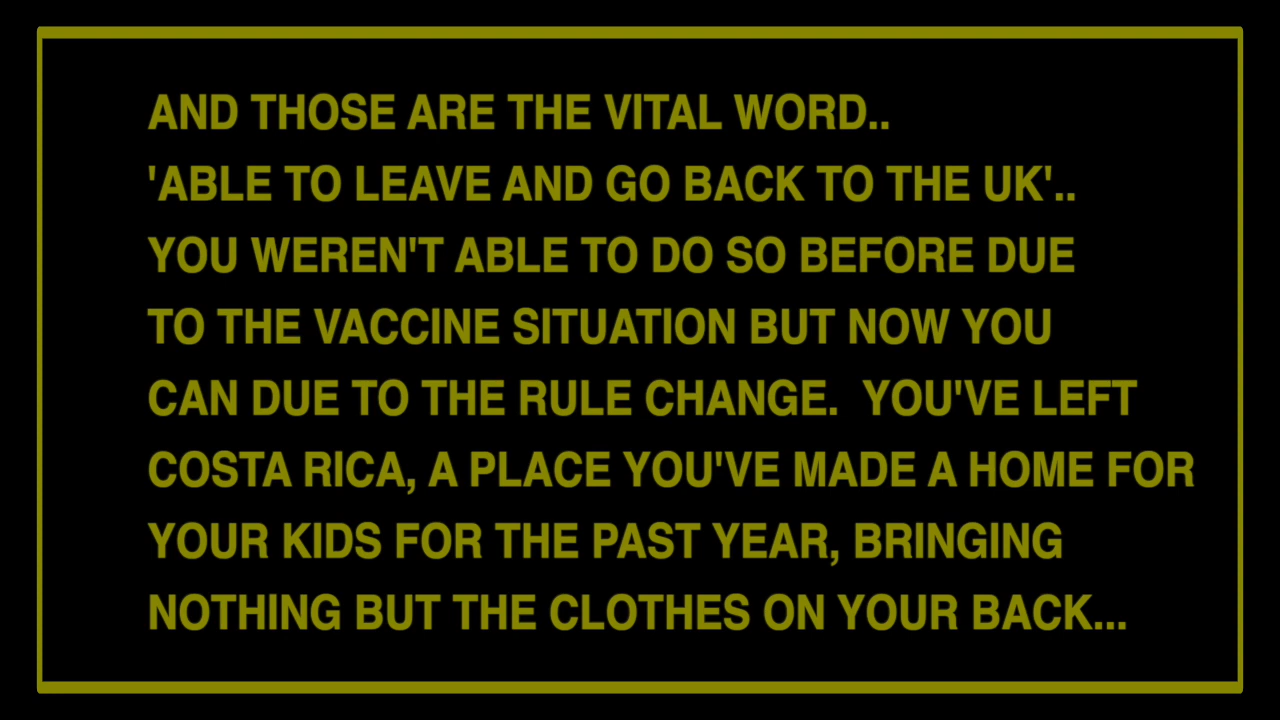 AND THOSE ARE THE VITAL WORD..
'ABLE TO LEAVE AND GO BACK TO THE UK'..
YOU WEREN'T ABLE TO DO SO BEFORE DUE
TO THE VACCINE SITUATION BUT NOW YOU
CAN DUE TO THE RULE CHANGE.  YOU'VE LEFT
COSTA RICA, A PLACE YOU'VE MADE A HOME FOR
YOUR KIDS FOR THE PAST YEAR, BRINGING
NOTHING BUT THE CLOTHES ON YOUR BACK...